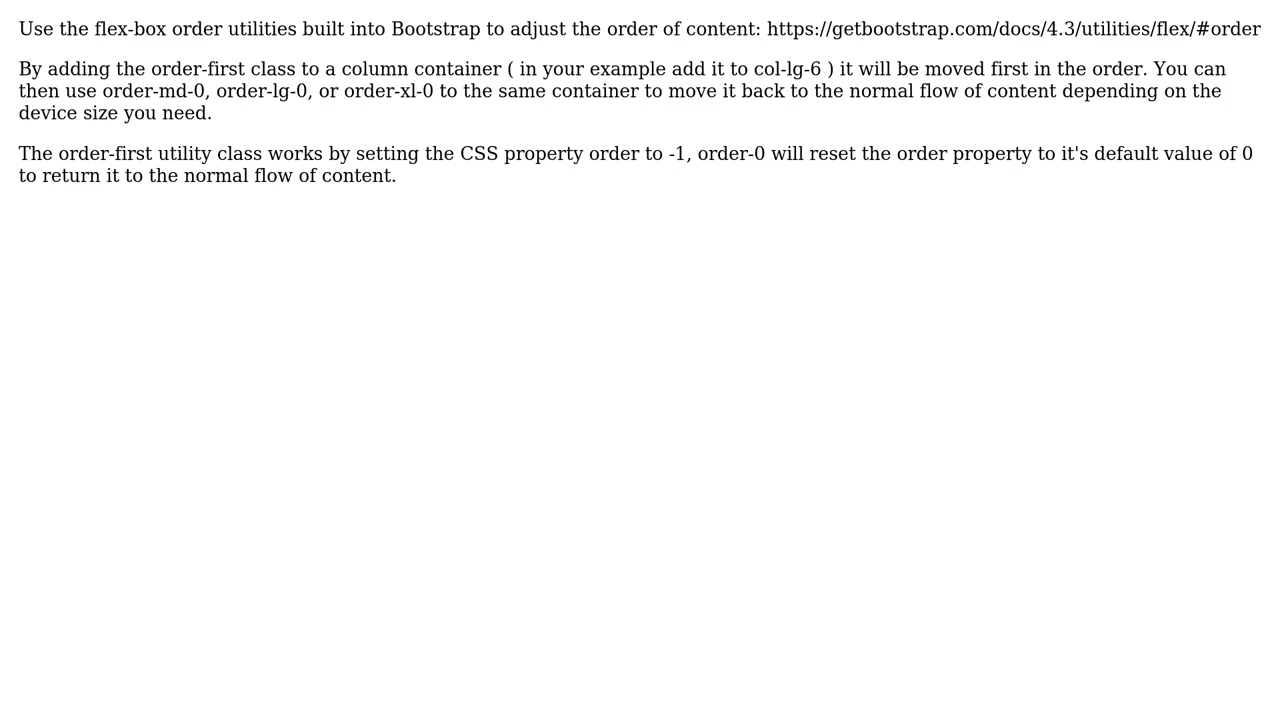 Use the flex-box order utilities built into Bootstrap to adjust the order of content: https://getbootstrap.com/docs/4.3/utilities/flex/#order
By adding the order-first class to a column container ( in your example add it to col-lg-6 ) it will be moved first in the order. You can
then use order-md-0, order-lg-0, or order-xl-0 to the same container to move it back to the normal flow of content depending on the
device size you need.
The order-first utility class works by setting the CSS property order to -1, order-0 will reset the order property to it's default value of 0
to return it to the normal flow of content.